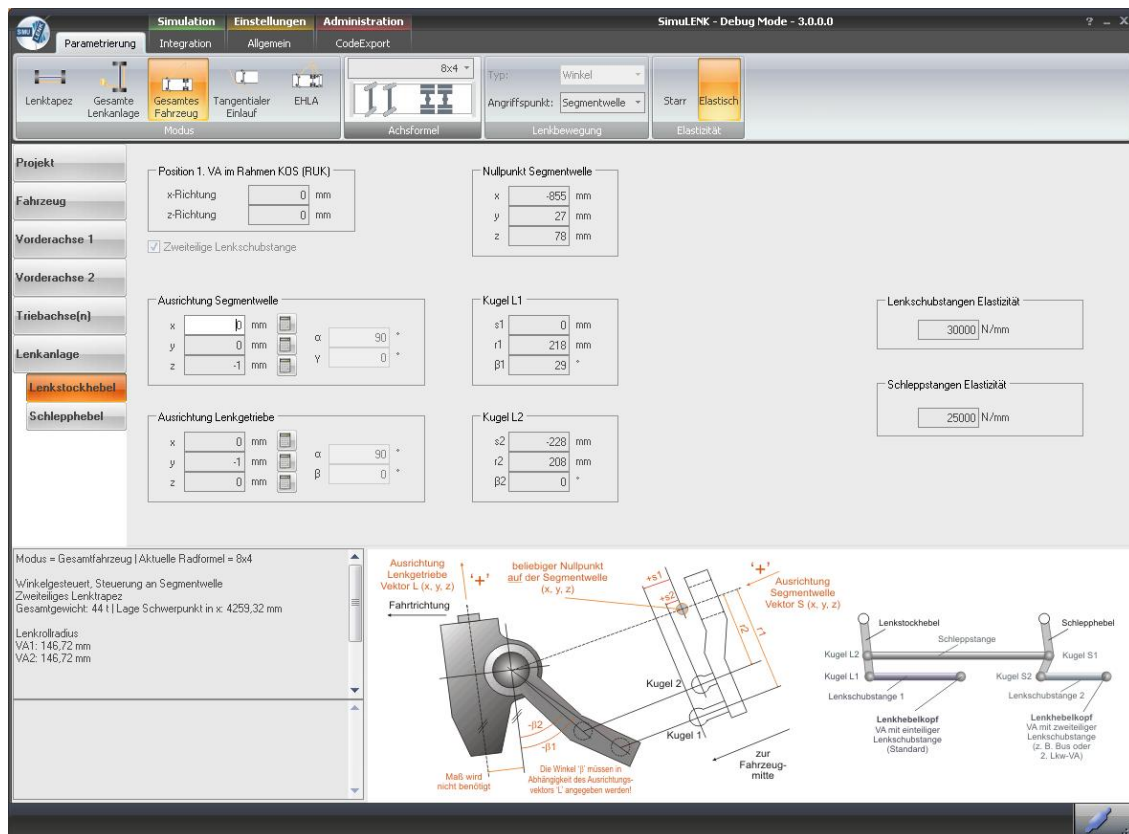 Simulation Einstellungen Administration
SimuLENK - Debug Mode - 3.0.0.0
? _ X
SIMU
Parametrierung Integration Allgemein CodeExport
8x4
Typ: Winkel
Lenktapez
Gesamte Lenkanlage
Gesamtes Fahrzeug
Tangentialer Einlauf
EHLA
Angriffspunkt: Segmentwelle
Starr Elastisch
Modus Achsformel Lenkbewegung Elastizität
Projekt
Fahrzeug
Vorderachse 1
Vorderachse 2
Triebachse(n)
Lenkanlage
Lenkstockhebel
Schlepphebel
Position 1. VA im Rahmen KOS (RUK)
x-Richtung 0 mm
z-Richtung 0 mm
Zweiteilige Lenkschubstange
Nullpunkt Segmentwelle
x -855 mm
y 27 mm
z 78 mm
Ausrichtung Segmentwelle
x 0 mm
y 0 mm
z -1 mm
α 90 °
γ 0 °
Kugel L1
s1 0 mm
r1 218 mm
β1 29 °
Lenkschubstangen Elastizität
30000 N/mm
Ausrichtung Lenkgetriebe
x 0 mm
y -1 mm
z 0 mm
α 90 °
β 0 °
Kugel L2
s2 -228 mm
r2 208 mm
β2 0 °
Schleppstangen Elastizität
25000 N/mm
Modus = Gesamtfahrzeug | Aktuelle Radformel = 8x4
Winkelgesteuert, Steuerung an Segmentwelle
Zweiteiliges Lenktrapez
Gesamtgewicht: 44 t | Lage Schwerpunkt in x: 4259,32 mm
Lenkrollradius
VA1: 146,72 mm
VA2: 146,72 mm
Ausrichtung
Lenkgetriebe
Vektor L (x, y, z)
'+'
Fahrtrichtung
beliebiger Nullpunkt
auf der Segmentwelle
(x, y, z)
+s1
+s2
'+'
Ausrichtung
Segmentwelle
Vektor S (x, y, z)
r2
r1
Kugel 2
Kugel 1
-β2
-β1
Maß wird
nicht benötigt
Die Winkel 'β' müssen in
Abhängigkeit des Ausrichtungs-
vektors 'L' angegeben werden!
zur
Fahrzeug-
mitte
Lenkstockhebel
Schlepphebel
Schleppstange
Kugel L2
Kugel S1
Kugel L1
Kugel S2
Lenkschubstange 1
Lenkschubstange 2
Lenkhebelkopf
VA mit einteiliger
Lenkschubstange
(Standard)
Lenkhebelkopf
VA mit zweiteiliger
Lenkschubstange
(z. B. Bus oder
2. Lkw-VA)